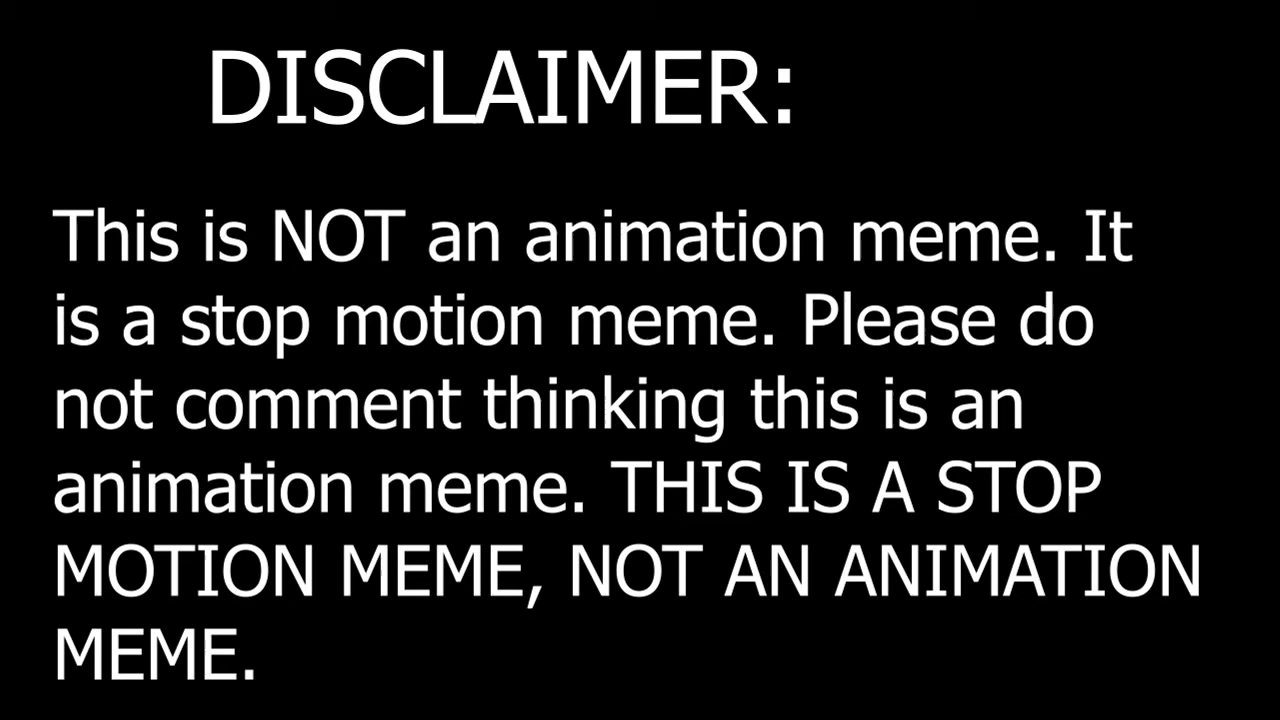 DISCLAIMER:
This is NOT an animation meme. It
is a stop motion meme. Please do
not comment thinking this is an
animation meme. THIS IS A STOP
MOTION MEME, NOT AN ANIMATION
MEME.